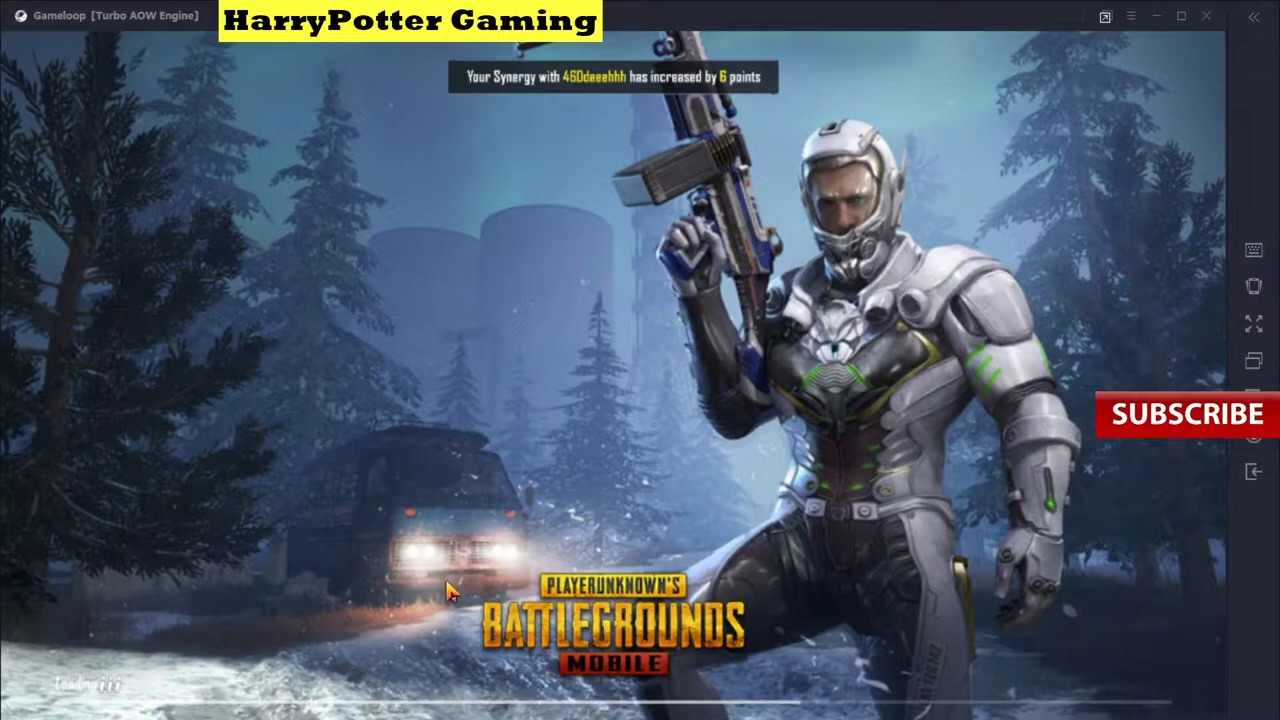 Gameloop [Turbo AOW Engine]
HarryPotter Gaming
Your Synergy with 460deeehhh has increased by 6 points
SUBSCRIBE
PLAYERUNKNOWN'S
BATTLEGROUNDS
MOBILE
Loading